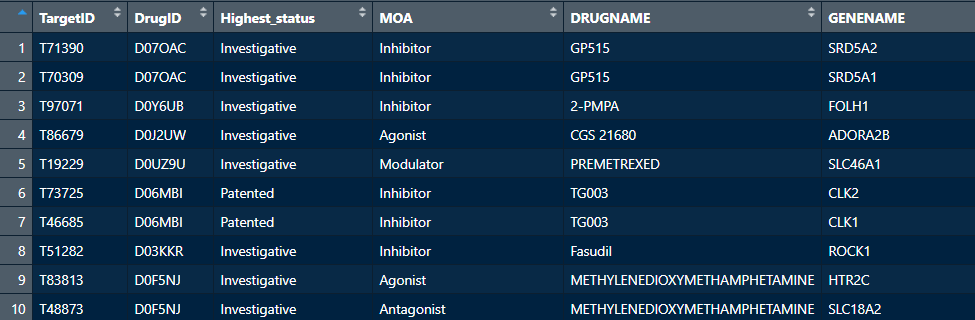 TargetID DrugID Highest_status MOA DRUGNAME GENENAME
1 T71390 D07OAC Investigative Inhibitor GP515 SRD5A2
2 T70309 D07OAC Investigative Inhibitor GP515 SRD5A1
3 T97071 D0Y6UB Investigative Inhibitor 2-PMPA FOLH1
4 T86679 D0J2UW Investigative Agonist CGS 21680 ADORA2B
5 T19229 D0UZ9U Investigative Modulator PREMETREXED SLC46A1
6 T73725 D06MBI Patented Inhibitor TG003 CLK2
7 T46685 D06MBI Patented Inhibitor TG003 CLK1
8 T51282 D03KKR Investigative Inhibitor Fasudil ROCK1
9 T83813 D0F5NJ Investigative Agonist METHYLENEDIOXYMETHAMPHETAMINE HTR2C
10 T48873 D0F5NJ Investigative Antagonist METHYLENEDIOXYMETHAMPHETAMINE SLC18A2